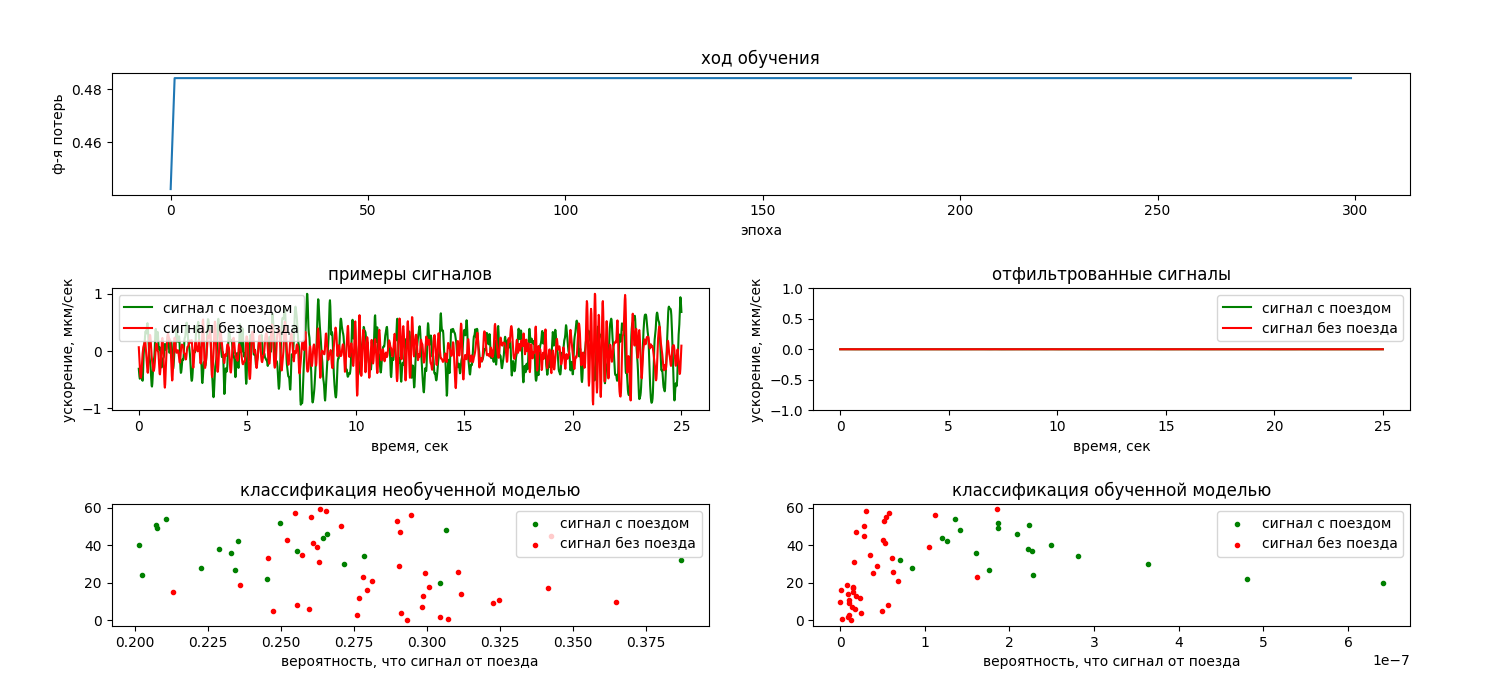 ход обучения
ф-я потерь
0.48
0.46
0 50 100 150 200 250 300
эпоха
примеры сигналов
ускорение, мкм/сек
1
0
−1
сигнал с поездом
сигнал без поезда
0 5 10 15 20 25
время, сек
отфильтрованные сигналы
ускорение, мкм/сек
1.0
0.5
0.0
−0.5
−1.0
сигнал с поездом
сигнал без поезда
0 5 10 15 20 25
время, сек
классификация необученной моделью
60
40
20
0
сигнал с поездом
сигнал без поезда
0.200 0.225 0.250 0.275 0.300 0.325 0.350 0.375
вероятность, что сигнал от поезда
классификация обученной моделью
60
40
20
0
сигнал с поездом
сигнал без поезда
0 1 2 3 4 5 6
1e−7
вероятность, что сигнал от поезда